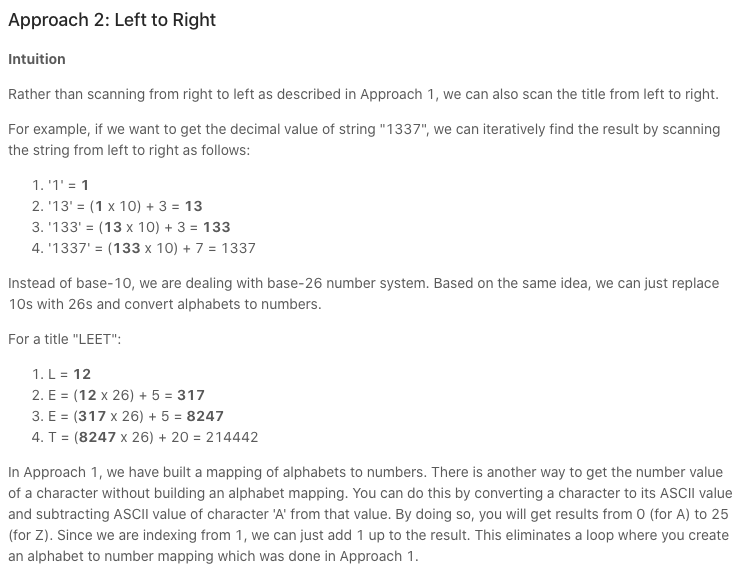 Approach 2: Left to Right
Intuition
Rather than scanning from right to left as described in Approach 1, we can also scan the title from left to right.
For example, if we want to get the decimal value of string "1337", we can iteratively find the result by scanning
the string from left to right as follows:
1. '1' = 1
2. '13' = (1 x 10) + 3 = 13
3. '133' = (13 x 10) + 3 = 133
4. '1337' = (133 x 10) + 7 = 1337
Instead of base-10, we are dealing with base-26 number system. Based on the same idea, we can just replace
10s with 26s and convert alphabets to numbers.
For a title "LEET":
1. L = 12
2. E = (12 x 26) + 5 = 317
3. E = (317 x 26) + 5 = 8247
4. T = (8247 x 26) + 20 = 214442
In Approach 1, we have built a mapping of alphabets to numbers. There is another way to get the number value
of a character without building an alphabet mapping. You can do this by converting a character to its ASCII value
and subtracting ASCII value of character 'A' from that value. By doing so, you will get results from 0 (for A) to 25
(for Z). Since we are indexing from 1, we can just add 1 up to the result. This eliminates a loop where you create
an alphabet to number mapping which was done in Approach 1.